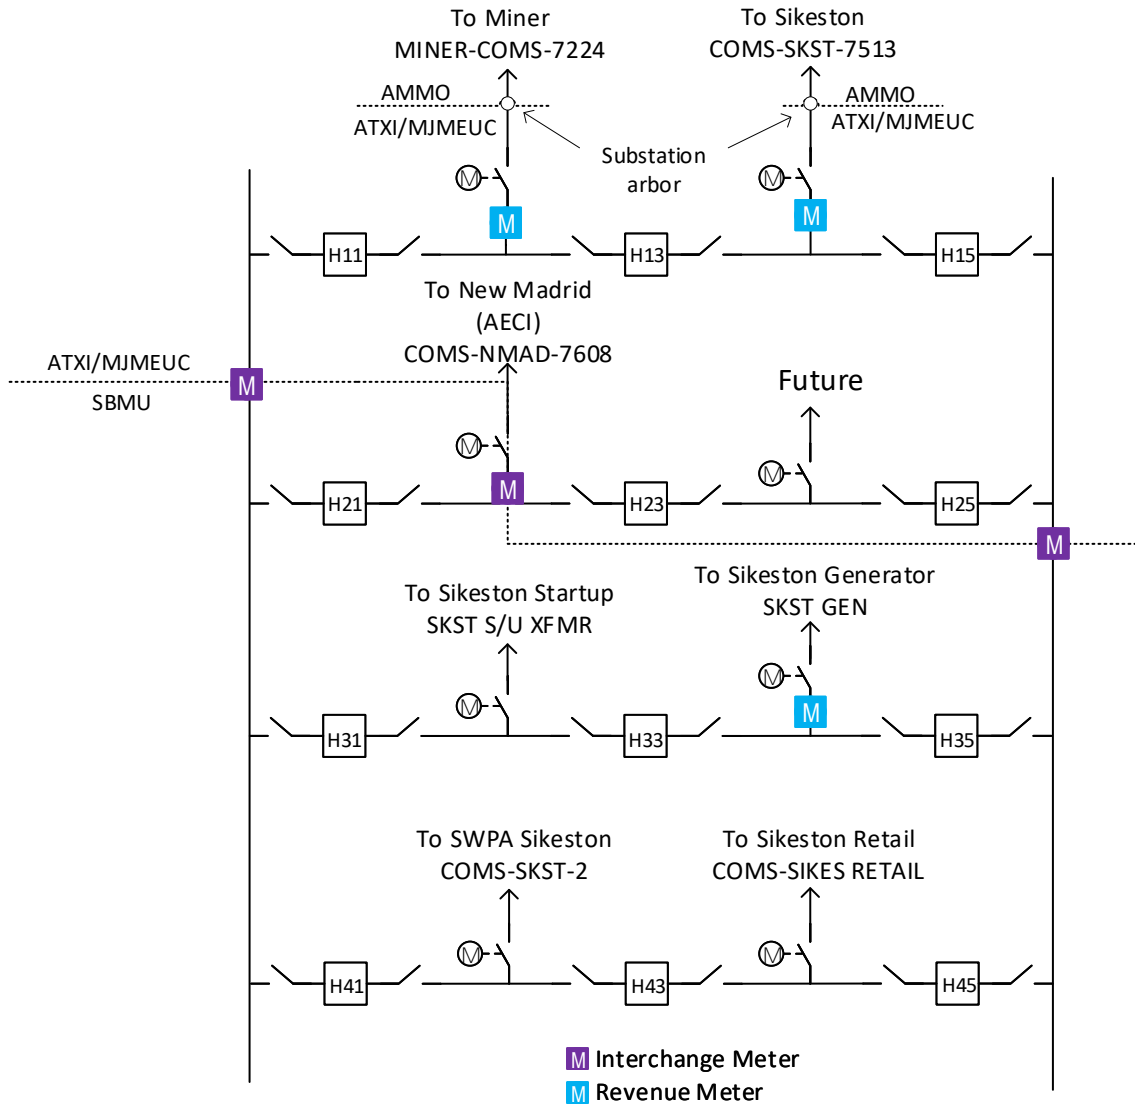 To Miner
MINER-COMS-7224
To Sikeston
COMS-SKST-7513
AMMO
ATXI/MJMEUC
AMMO
ATXI/MJMEUC
Substation
arbor
M
M
M
M
H11
H13
H15
To New Madrid
(AECI)
COMS-NMAD-7608
ATXI/MJMEUC
SBMU
M
Future
M
M
M
H21
H23
H25
M
To Sikeston Startup
SKST S/U XFMR
To Sikeston Generator
SKST GEN
M
M
M
H31
H33
H35
To SWPA Sikeston
COMS-SKST-2
To Sikeston Retail
COMS-SIKES RETAIL
M
M
H41
H43
H45
M Interchange Meter
M Revenue Meter